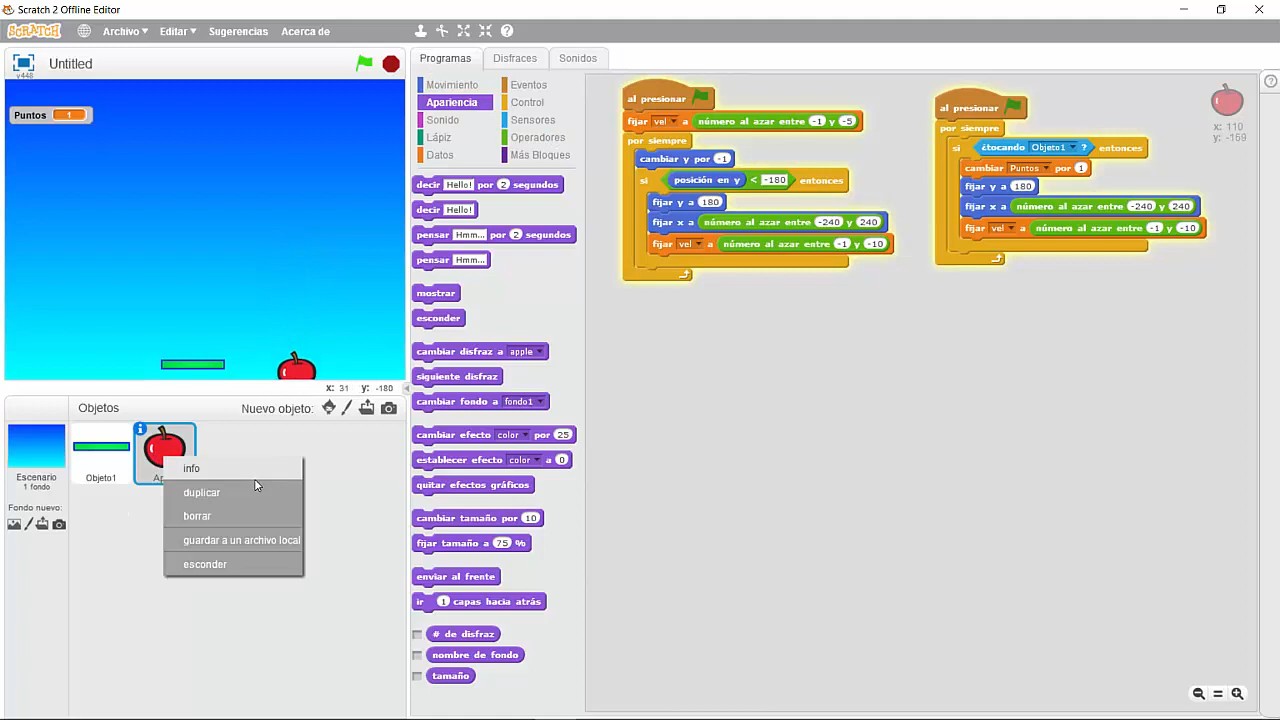 Scratch 2 Offline Editor
SCRATCH Archivo Editar Sugerencias Acerca de
v448 Untitled
Puntos 1
x: 31 y: -180
Objetos Nuevo objeto:
Escenario
1 fondo
Fondo nuevo:
Objeto1
info
duplicar
borrar
guardar a un archivo local
esconder
Programas Disfraces Sonidos
Movimiento Eventos
Apariencia Control
Sonido Sensores
Lápiz Operadores
Datos Más Bloques
decir Hello! por 2 segundos
decir Hello!
pensar Hmm... por 2 segundos
pensar Hmm...
mostrar
esconder
cambiar disfraz a apple
siguiente disfraz
cambiar fondo a fondo1
cambiar efecto color por 25
establecer efecto color a 0
quitar efectos gráficos
cambiar tamaño por 10
fijar tamaño a 75 %
enviar al frente
ir 1 capas hacia atrás
# de disfraz
nombre de fondo
tamaño
al presionar
fijar vel a número al azar entre -1 y -5
por siempre
cambiar y por -1
si posición en y < -180 entonces
fijar y a 180
fijar x a número al azar entre -240 y 240
fijar vel a número al azar entre -1 y -10
al presionar
por siempre
si ¿tocando Objeto1 ? entonces
cambiar Puntos por 1
fijar y a 180
fijar x a número al azar entre -240 y 240
fijar vel a número al azar entre -1 y -10
x: 110
y: -169